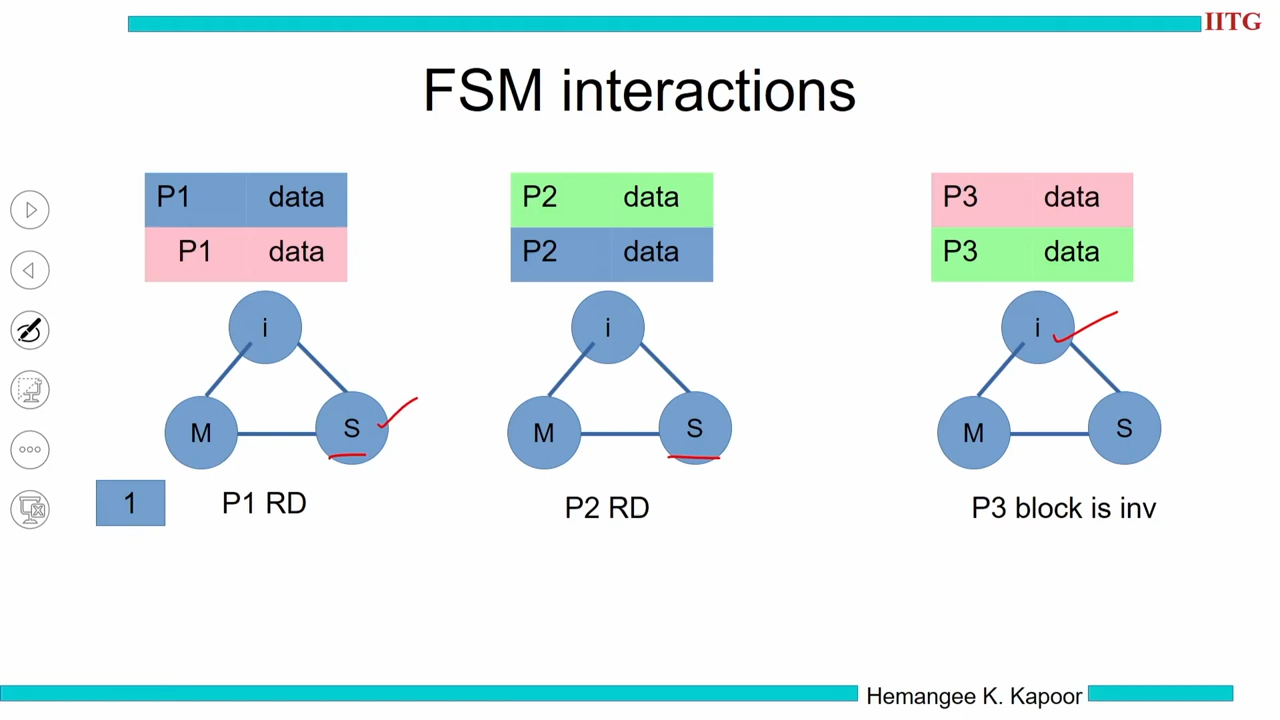 IITG
FSM interactions
P1 data
P1 data
P2 data
P2 data
P3 data
P3 data
i
M
S
i
M
S
i
M
S
1
P1 RD
P2 RD
P3 block is inv
Hemangee K. Kapoor